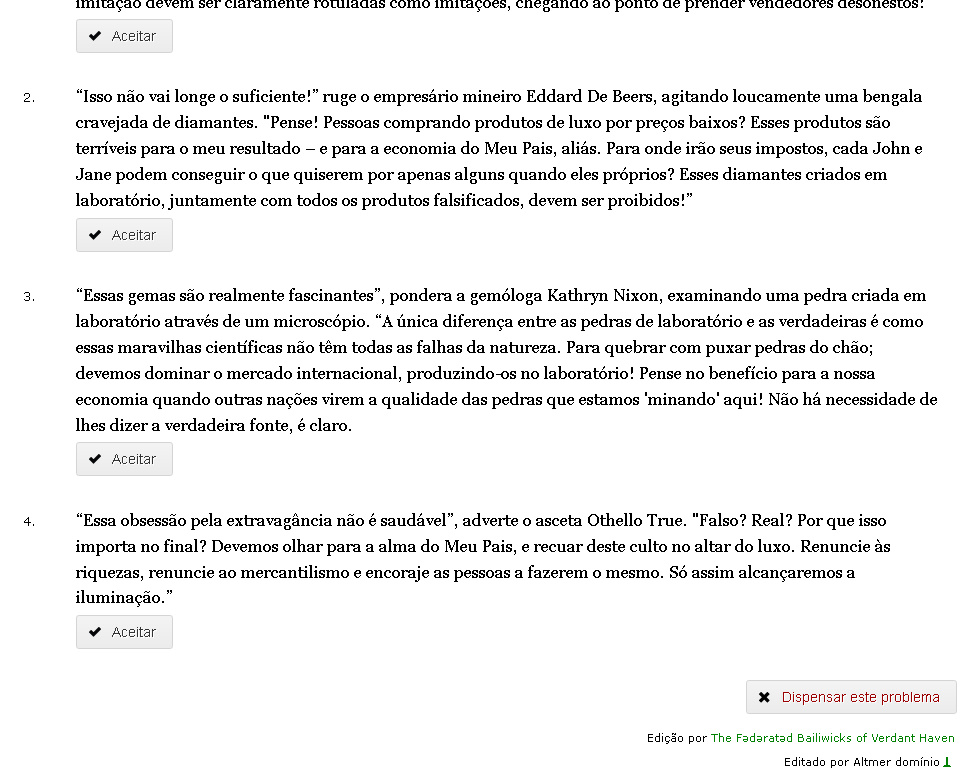 imitação devem ser claramente rotuladas como imitações, chegando ao ponto de prender vendedores desonestos!
Aceitar
2. “Isso não vai longe o suficiente!” ruge o empresário mineiro Eddard De Beers, agitando loucamente uma bengala
cravejada de diamantes. "Pense! Pessoas comprando produtos de luxo por preços baixos? Esses produtos são
terríveis para o meu resultado – e para a economia do Meu Pais, aliás. Para onde irão seus impostos, cada John e
Jane podem conseguir o que quiserem por apenas alguns quando eles próprios? Esses diamantes criados em
laboratório, juntamente com todos os produtos falsificados, devem ser proibidos!”
Aceitar
3. “Essas gemas são realmente fascinantes”, pondera a gemóloga Kathryn Nixon, examinando uma pedra criada em
laboratório através de um microscópio. “A única diferença entre as pedras de laboratório e as verdadeiras é como
essas maravilhas científicas não têm todas as falhas da natureza. Para quebrar com puxar pedras do chão;
devemos dominar o mercado internacional, produzindo-os no laboratório! Pense no benefício para a nossa
economia quando outras nações virem a qualidade das pedras que estamos 'minando' aqui! Não há necessidade de
lhes dizer a verdadeira fonte, é claro.
Aceitar
4. “Essa obsessão pela extravagância não é saudável”, adverte o asceta Othello True. "Falso? Real? Por que isso
importa no final? Devemos olhar para a alma do Meu Pais, e recuar deste culto no altar do luxo. Renuncie às
riquezas, renuncie ao mercantilismo e encoraje as pessoas a fazerem o mesmo. Só assim alcançaremos a
iluminação.”
Aceitar
Dispensar este problema
Edição por The Fədəratəd Bailiwicks of Verdant Haven
Editado por Altmer domínio